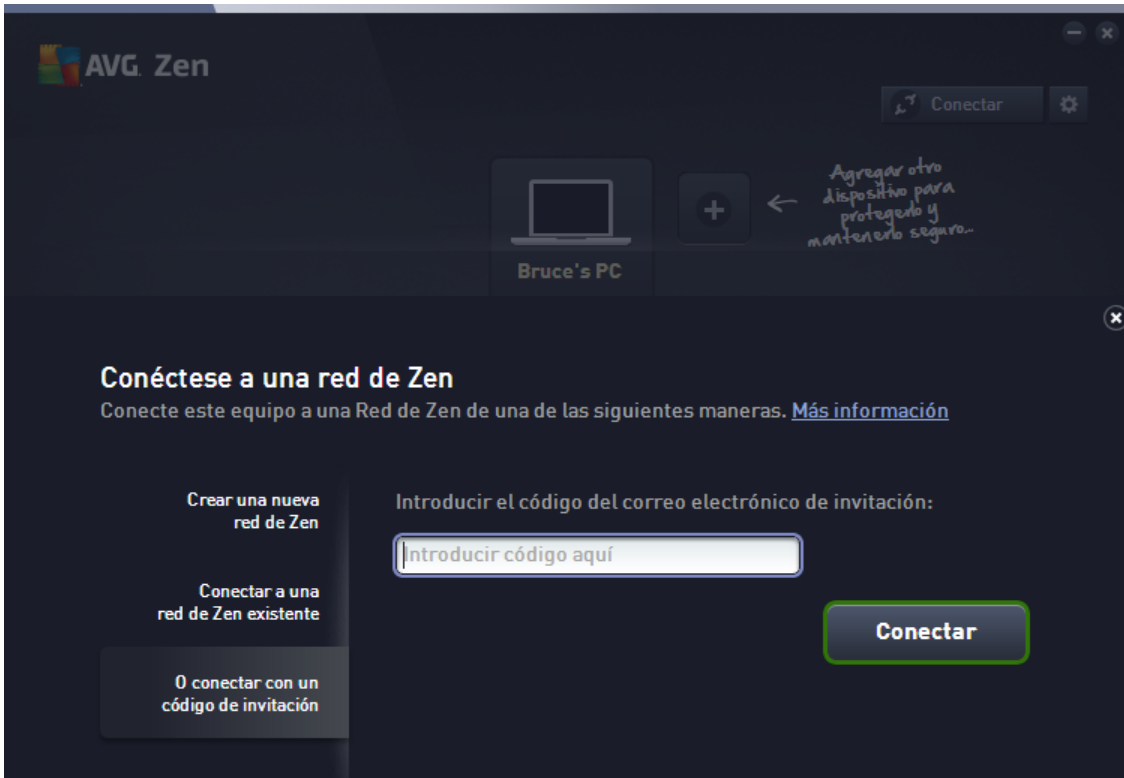 AVG. Zen
Conectar
Agregar otro
dispositivo para
protegerlo y
mantenerlo seguro...
Bruce's PC
Conéctese a una red de Zen
Conecte este equipo a una Red de Zen de una de las siguientes maneras. Más información
Crear una nueva
red de Zen
Introducir el código del correo electrónico de invitación:
Introducir código aquí
Conectar a una
red de Zen existente
Conectar
O conectar con un
código de invitación